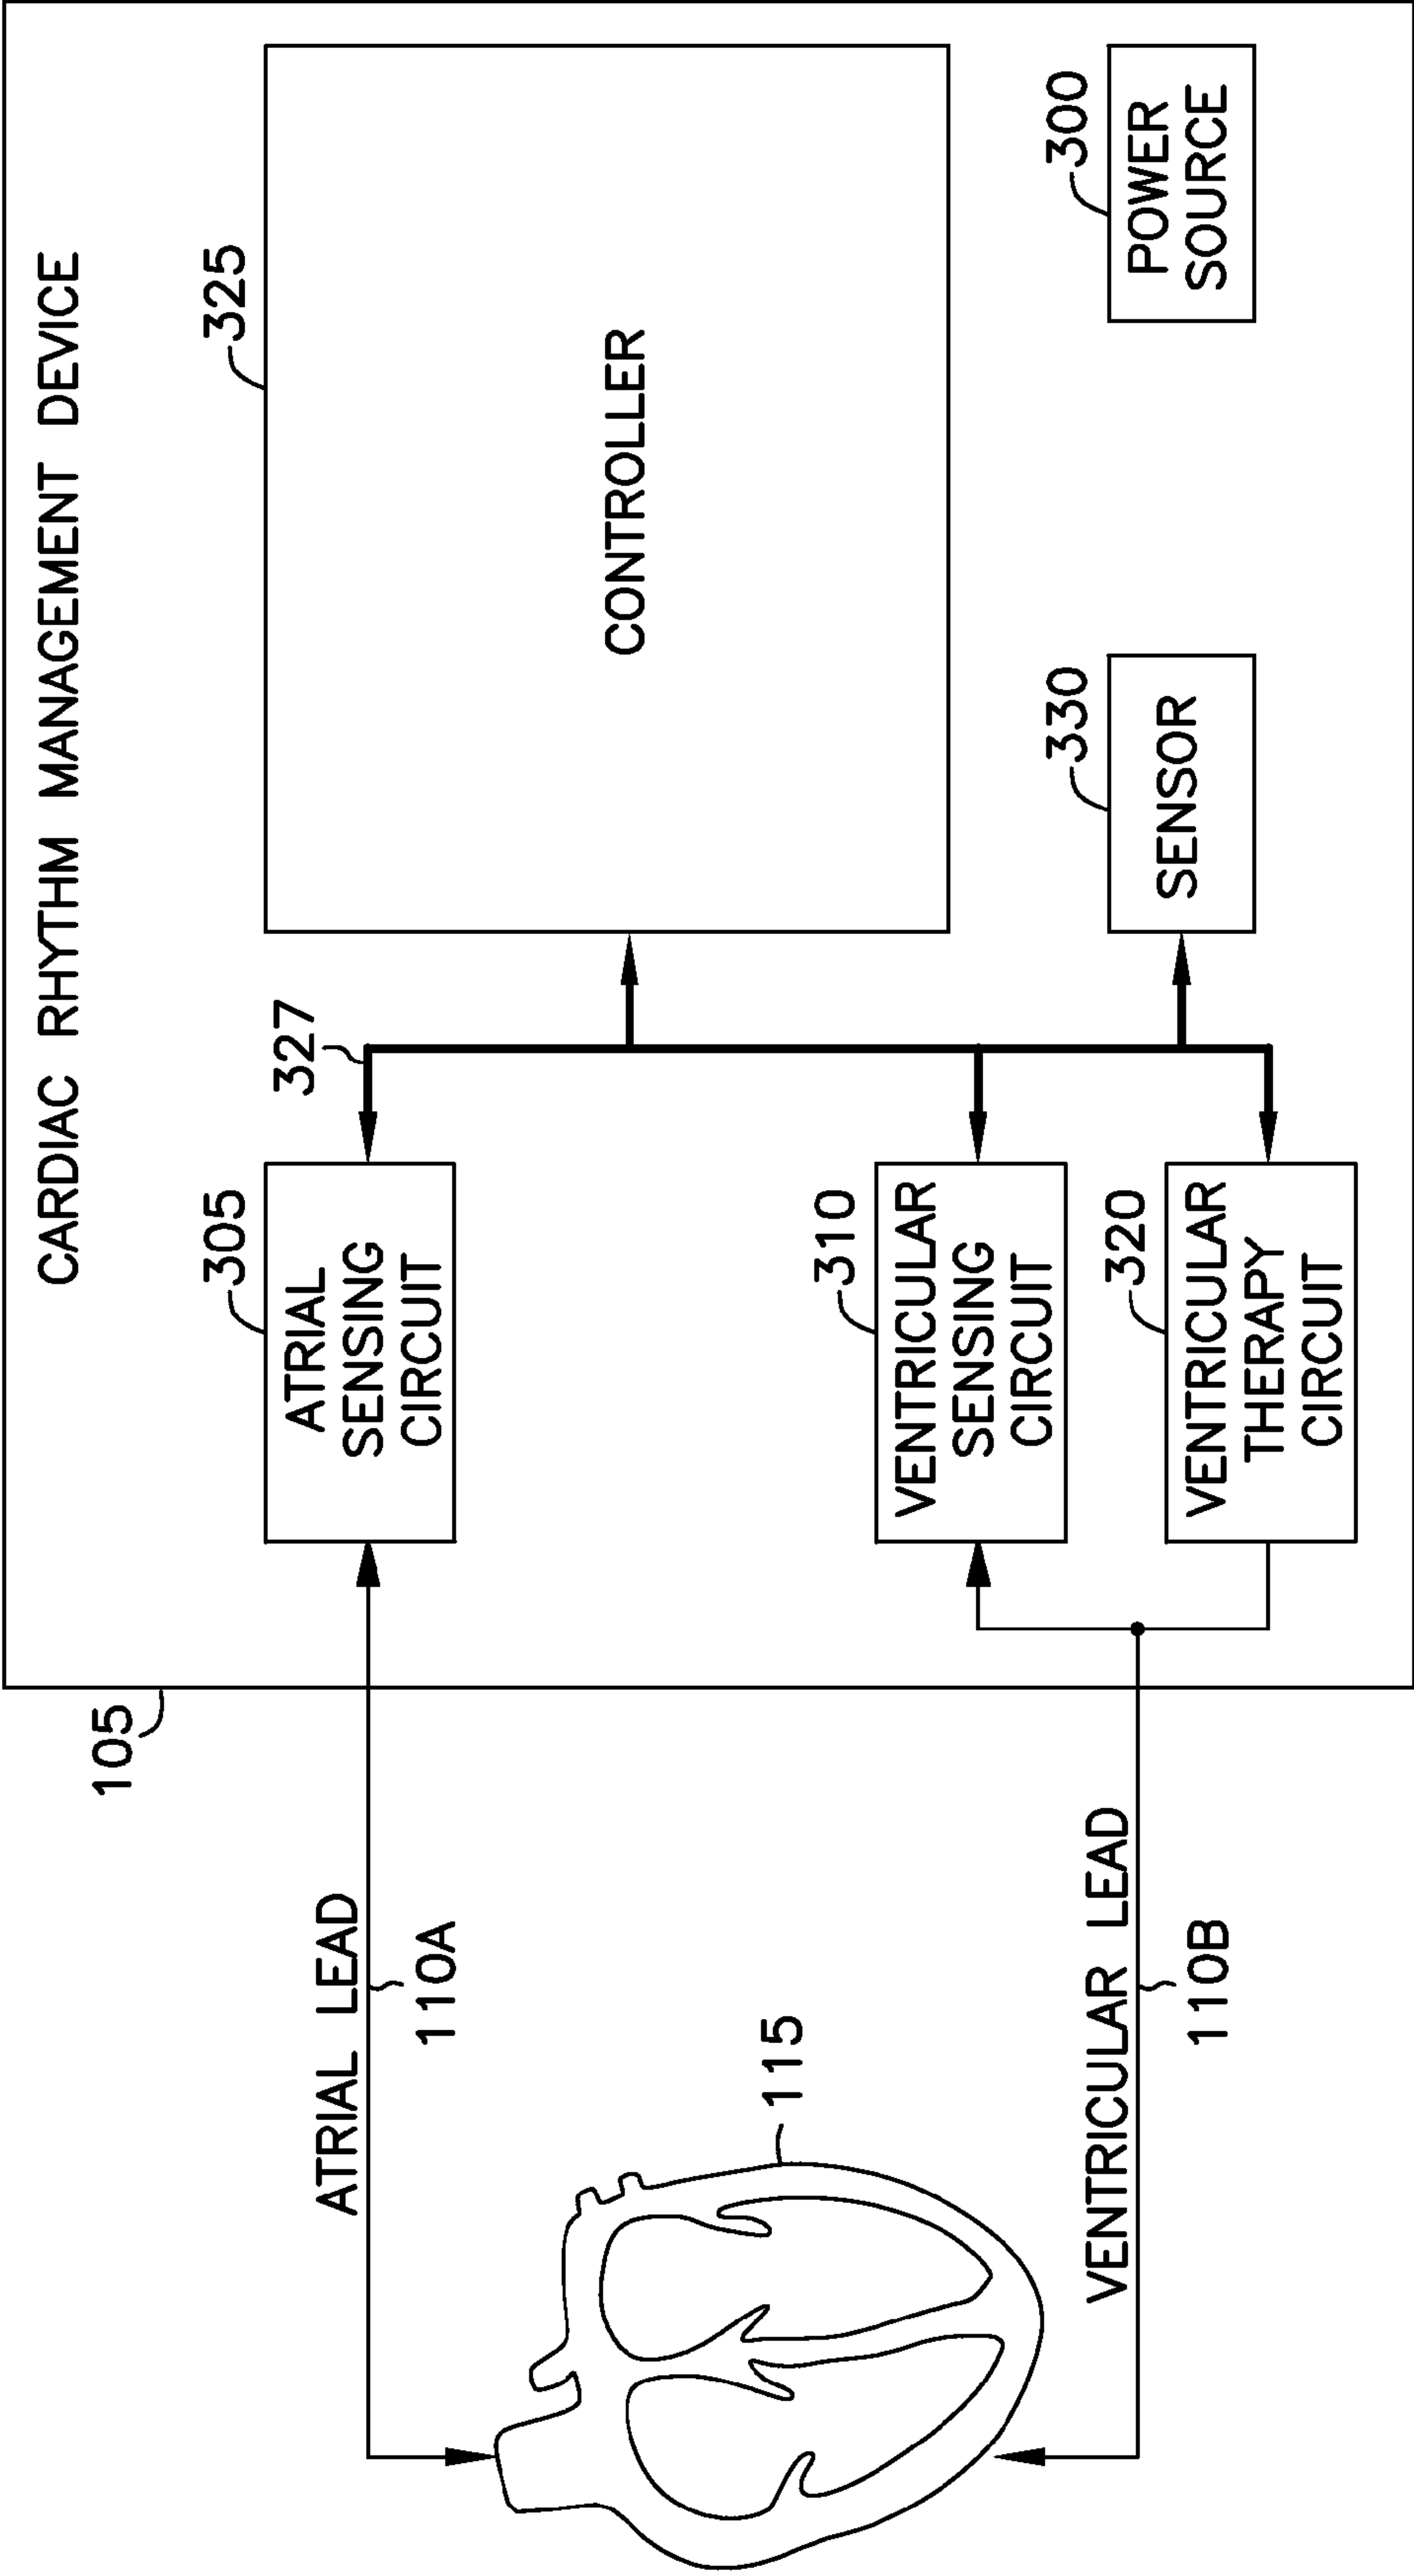 CARDIAC RHYTHM MANAGEMENT DEVICE
105
ATRIAL LEAD
110A
305
ATRIAL
SENSING
CIRCUIT
327
325
CONTROLLER
115
310
VENTRICULAR
SENSING
CIRCUIT
VENTRICULAR LEAD
110B
320
VENTRICULAR
THERAPY
CIRCUIT
330
SENSOR
300
POWER
SOURCE